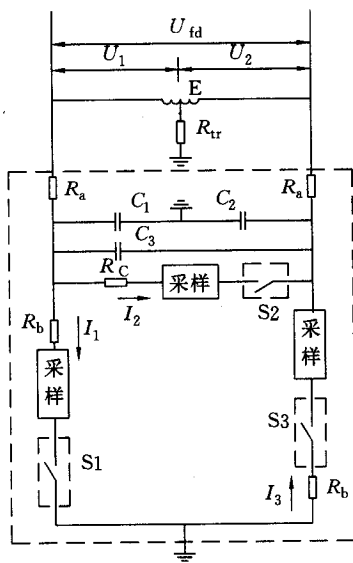 U_fd
U_1 U_2
E
R_tr
R_a R_a
C_1 C_2
C_3
R_C
采样 S2
I_2
R_b I_1
采样 采样
S1 S3
I_3 R_b